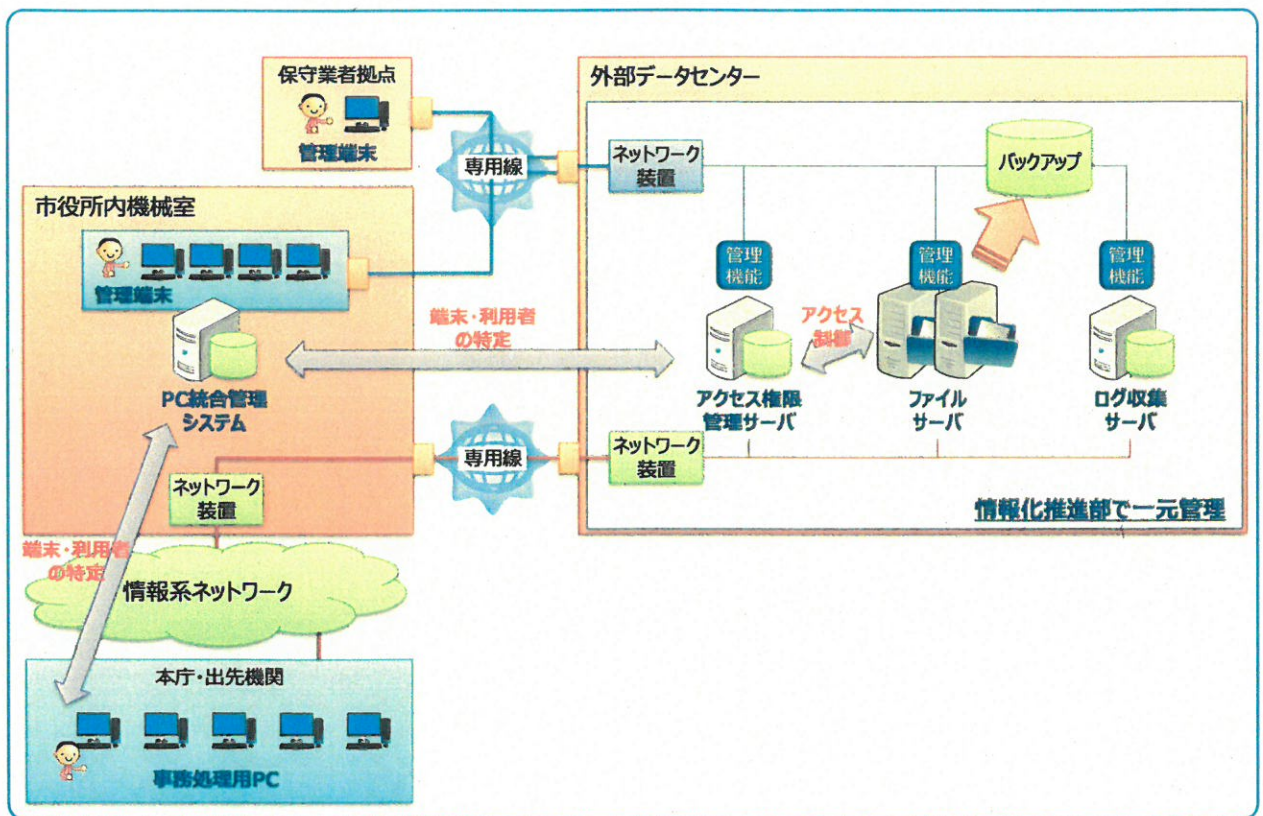 保守業者拠点
管理端末
専用線
外部データセンター
ネットワーク
装置
バックアップ
市役所内機械室
管理端末
管理
機能
管理
機能
管理
機能
端末・利用者
の特定
アクセス
制御
PC統合管理
システム
アクセス権限
管理サーバ
ファイル
サーバ
ログ収集
サーバ
専用線
ネットワーク
装置
ネットワーク
装置
情報化推進部で一元管理
端末・利用者
の特定
情報系ネットワーク
本庁・出先機関
事務処理用PC